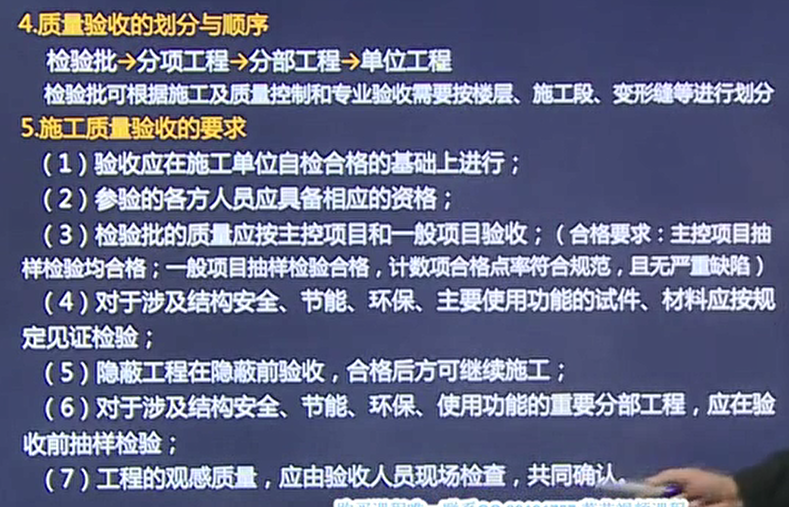 4.质量验收的划分与顺序
检验批→分项工程→分部工程→单位工程
检验批可根据施工及质量控制和专业验收需要按楼层、施工段、变形缝等进行划分
5.施工质量验收的要求
（1）验收应在施工单位自检合格的基础上进行；
（2）参验的各方人员应具备相应的资格；
（3）检验批的质量应按主控项目和一般项目验收；（合格要求：主控项目抽
样检验均合格；一般项目抽样检验合格，计数项合格点率符合规范，且无严重缺陷）
（4）对于涉及结构安全、节能、环保、主要使用功能的试件、材料应按规
定见证检验；
（5）隐蔽工程在隐蔽前验收，合格后方可继续施工；
（6）对于涉及结构安全、节能、环保、使用功能的重要分部工程，应在验
收前抽样检验；
（7）工程的观感质量，应由验收人员现场检查，共同确认。